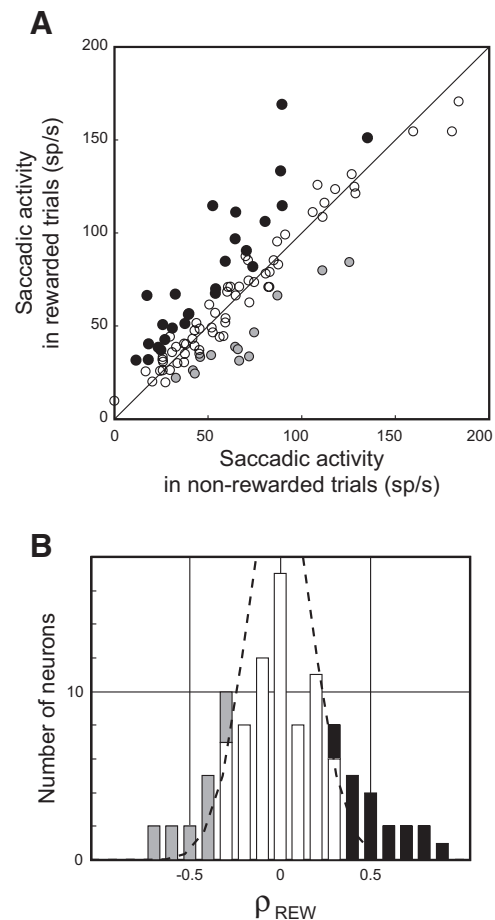 A
200
150
100
50
0
Saccadic activity
in rewarded trials (sp/s)
0
50
100
150
200
Saccadic activity
in non-rewarded trials (sp/s)
B
Number of neurons
10
0
-0.5
0
0.5
ρREW